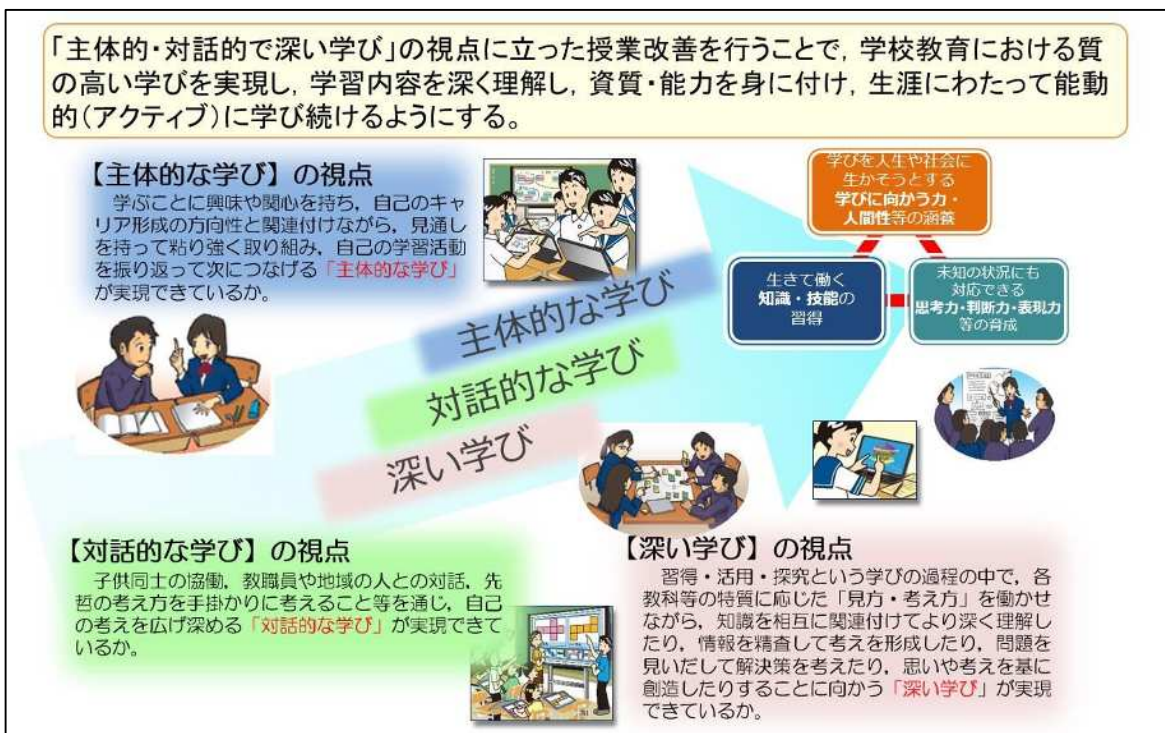 「主体的・対話的で深い学び」の視点に立った授業改善を行うことで，学校教育における質
の高い学びを実現し，学習内容を深く理解し，資質・能力を身に付け，生涯にわたって能動
的（アクティブ）に学び続けるようにする。
【主体的な学び】の視点
学ぶことに興味や関心を持ち，自己のキャ
リア形成の方向性と関連付けながら，見通し
を持って粘り強く取り組み，自己の学習活動
を振り返って次につなげる「主体的な学び」
が実現できているか。
学びを人生や社会に
生かそうとする
学びに向かう力・
人間性等の涵養
生きて働く
知識・技能の
習得
未知の状況にも
対応できる
思考力・判断力・表現力
等の育成
主体的な学び
対話的な学び
深い学び
【対話的な学び】の視点
子供同士の協働，教職員や地域の人との対話，先
哲の考え方を手掛かりに考えること等を通じ，自己
の考えを広げ深める「対話的な学び」が実現できて
いるか。
【深い学び】の視点
習得・活用・探究という学びの過程の中で，各
教科等の特質に応じた「見方・考え方」を働かせ
ながら，知識を相互に関連付けてより深く理解し
たり，情報を精査して考えを形成したり，問題を
見いだして解決策を考えたり，思いや考えを基に
創造したりすることに向かう「深い学び」が実現
できているか。